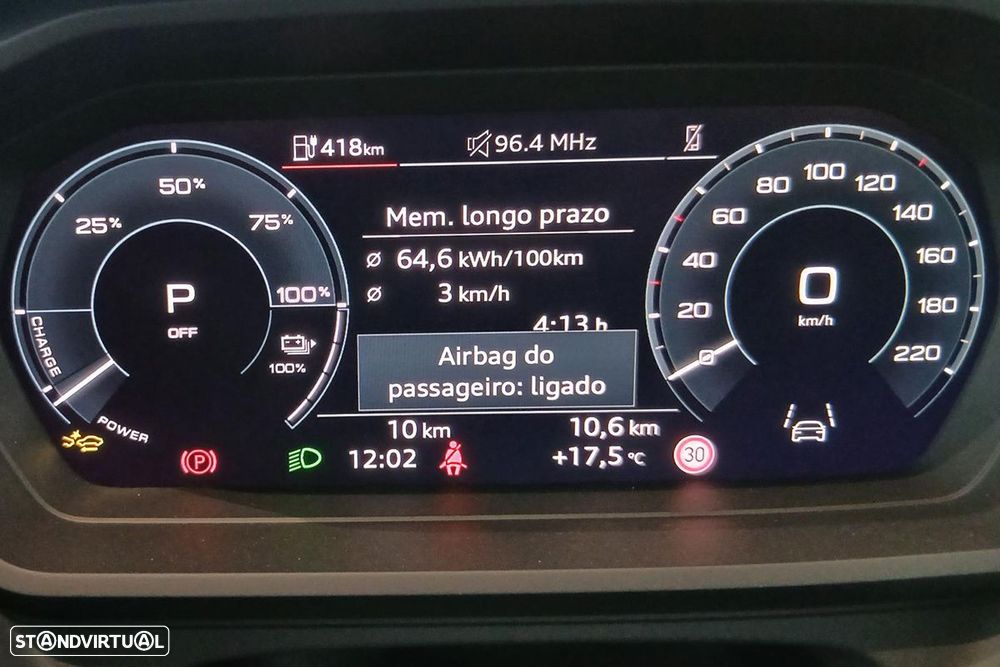 418km
96.4 MHz
50%
25%
75%
100%
P
OFF
CHARGE
POWER
100%
Mem. longo prazo
ø 64,6 kWh/100km
ø 3 km/h
4:13 h
Airbag do
passageiro: ligado
10 km
10,6 km
12:02
+17,5 °C
0
20
40
60
80
100
120
140
160
180
220
0
km/h
P
30
STANDVIRTUAL